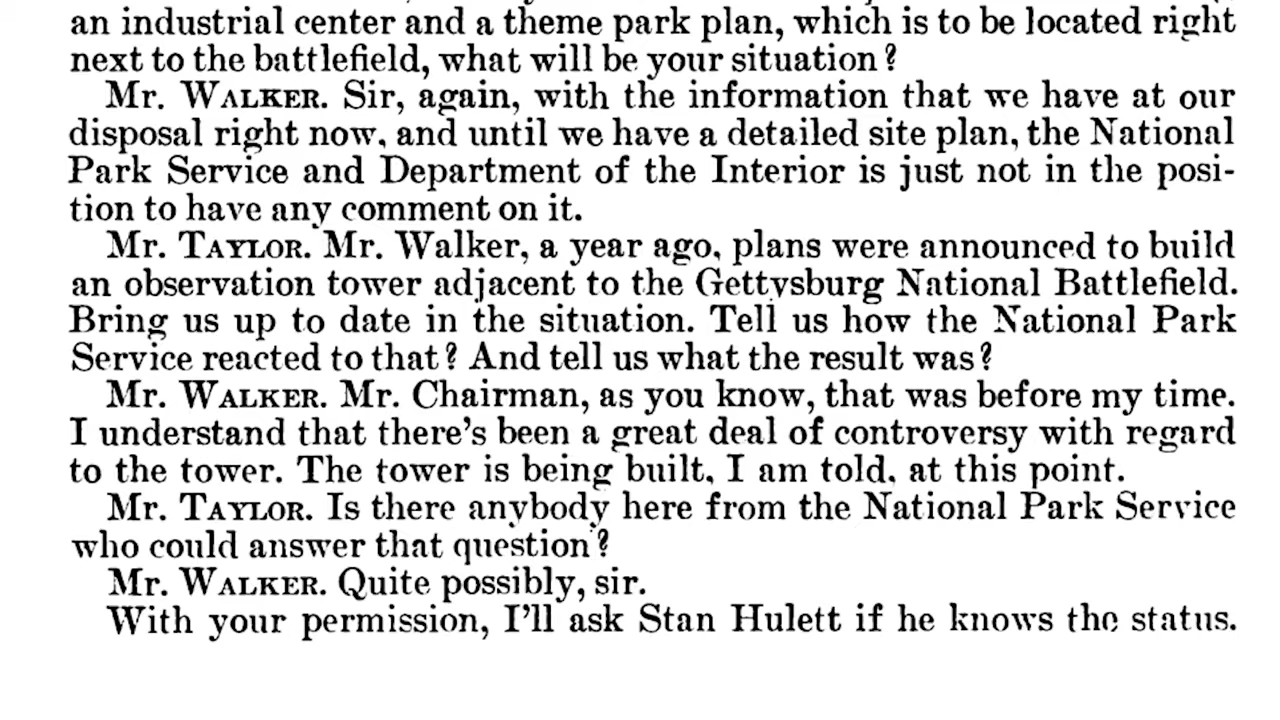 an industrial center and a theme park plan, which is to be located right
next to the battlefield, what will be your situation?
Mr. WALKER. Sir, again, with the information that we have at our
disposal right now, and until we have a detailed site plan, the National
Park Service and Department of the Interior is just not in the posi-
tion to have any comment on it.
Mr. TAYLOR. Mr. Walker, a year ago, plans were announced to build
an observation tower adjacent to the Gettysburg National Battlefield.
Bring us up to date in the situation. Tell us how the National Park
Service reacted to that? And tell us what the result was?
Mr. WALKER. Mr. Chairman, as you know, that was before my time.
I understand that there's been a great deal of controversy with regard
to the tower. The tower is being built, I am told, at this point.
Mr. TAYLOR. Is there anybody here from the National Park Service
who could answer that question?
Mr. WALKER. Quite possibly, sir.
With your permission, I'll ask Stan Hulett if he knows the status.